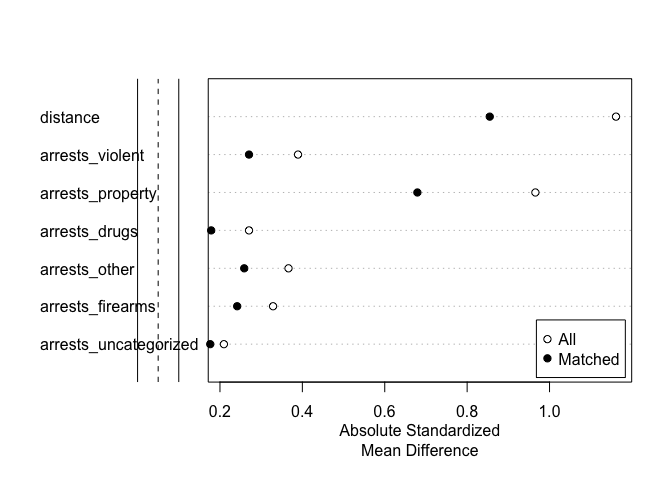 distance
arrests_violent
arrests_property
arrests_drugs
arrests_other
arrests_firearms
arrests_uncategorized
All
Matched
0.2 0.4 0.6 0.8 1.0
Absolute Standardized
Mean Difference